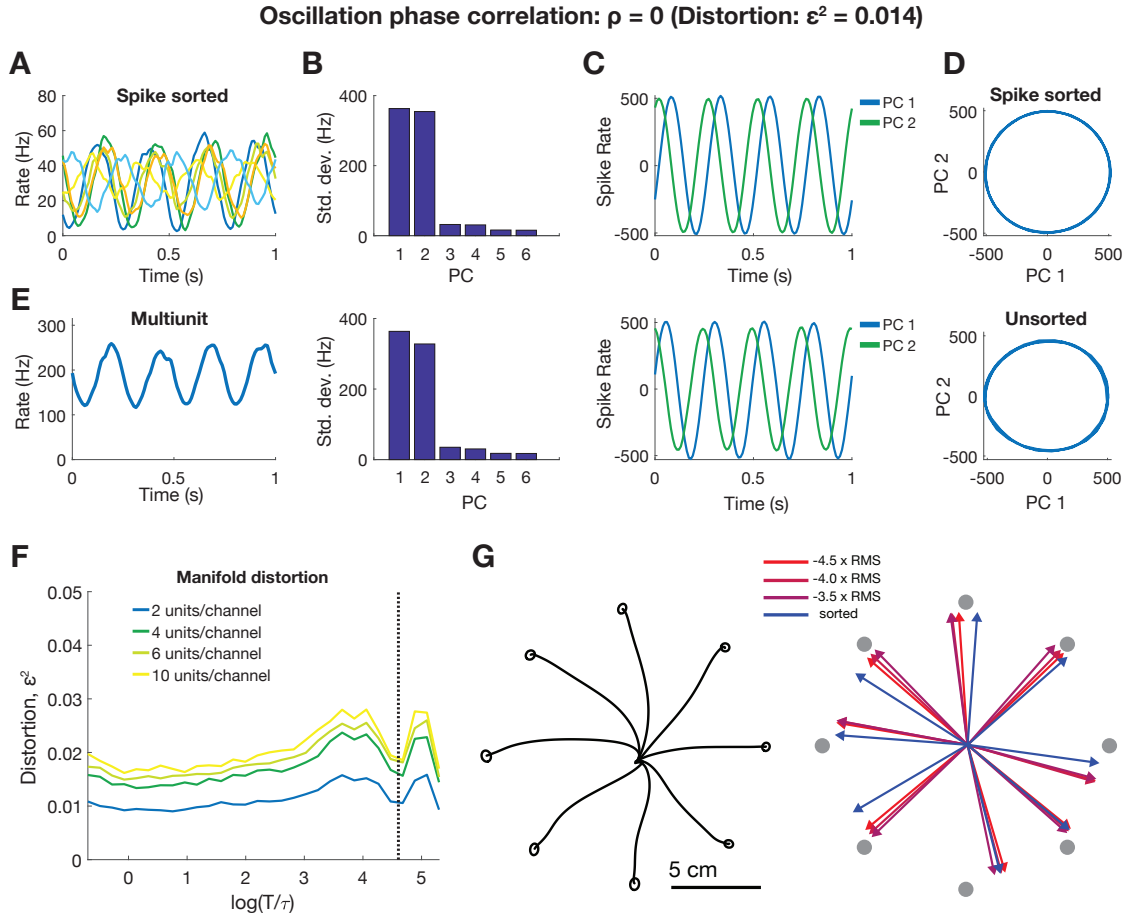 Oscillation phase correlation: ρ = 0 (Distortion: ε² = 0.014)
A
Spike sorted
Rate (Hz)
80
60
40
20
0
0
0.5
1
Time (s)
B
Std. dev. (Hz)
400
200
0
1 2 3 4 5 6
PC
C
Spike Rate
500
0
-500
0
0.5
1
Time (s)
PC 1
PC 2
D
Spike sorted
PC 2
500
0
-500
-500
0
500
PC 1
E
Multiunit
Rate (Hz)
300
200
100
0
0
0.5
1
Time (s)
Std. dev. (Hz)
400
200
0
1 2 3 4 5 6
PC
Spike Rate
500
0
-500
0
0.5
1
Time (s)
PC 1
PC 2
Unsorted
PC 2
500
0
-500
-500
0
500
PC 1
F
Manifold distortion
Distortion, ε²
0.05
0.04
0.03
0.02
0.01
0
2 units/channel
4 units/channel
6 units/channel
10 units/channel
0 1 2 3 4 5
log(T/τ)
G
-4.5 x RMS
-4.0 x RMS
-3.5 x RMS
sorted
5 cm